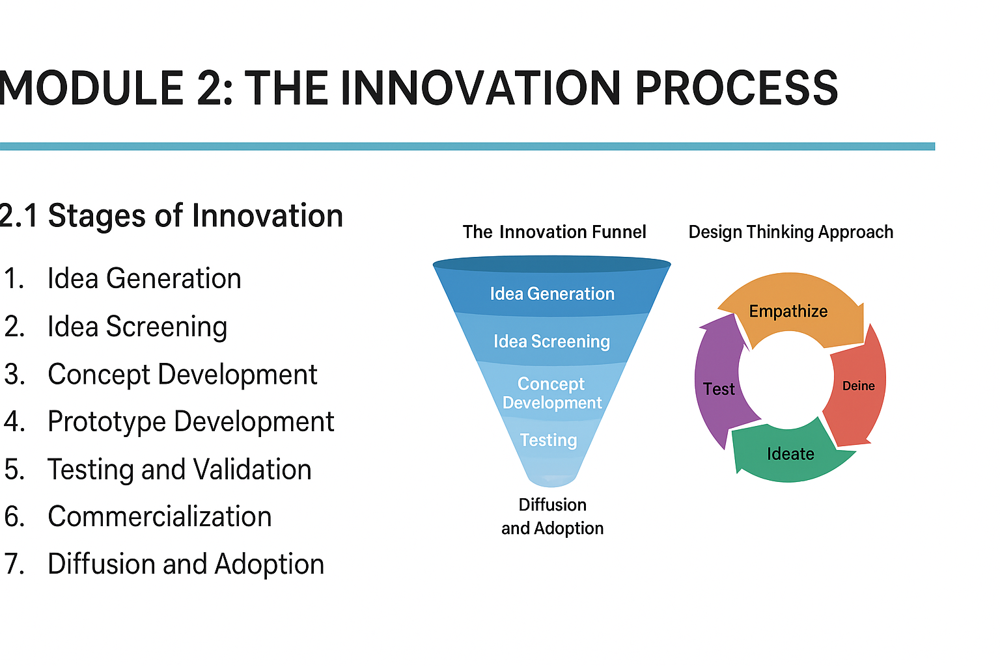 MODULE 2: THE INNOVATION PROCESS
2.1 Stages of Innovation
1. Idea Generation
2. Idea Screening
3. Concept Development
4. Prototype Development
5. Testing and Validation
6. Commercialization
7. Diffusion and Adoption
The Innovation Funnel
Idea Generation
Idea Screening
Concept
Development
Testing
Diffusion
and Adoption
Design Thinking Approach
Empathize
Deine
Ideate
Test